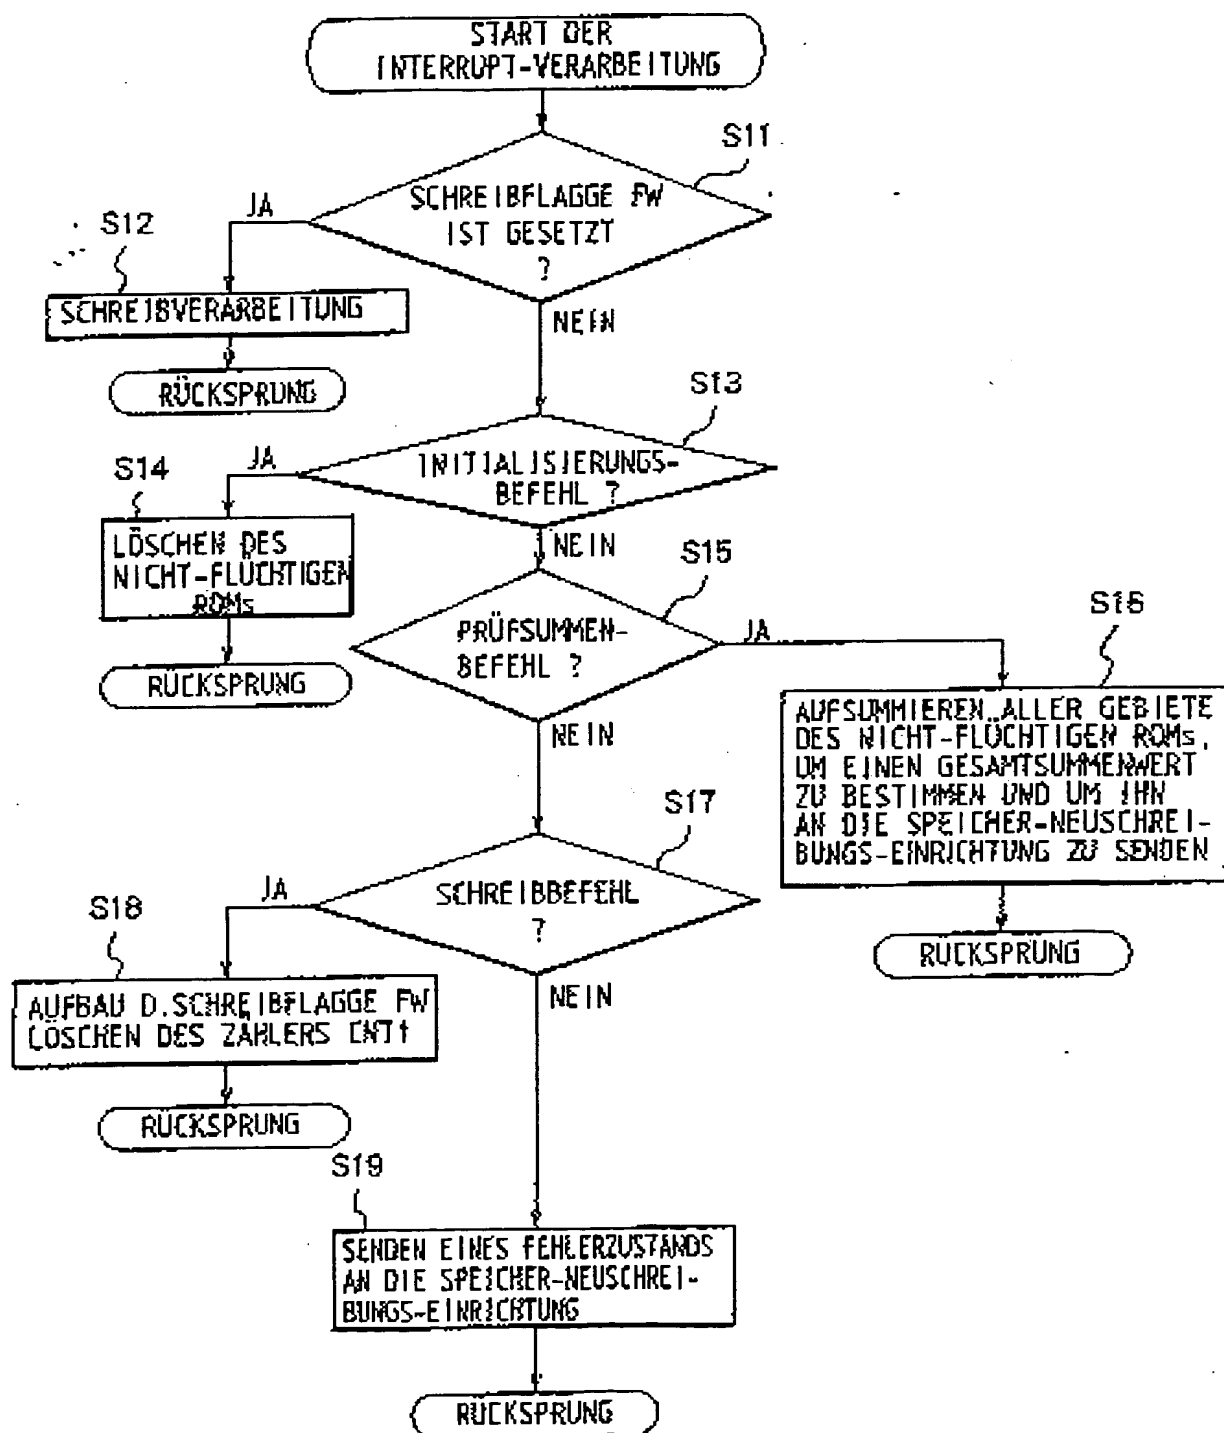 START DER
INTERRUPT-VERARBEITUNG
S11
SCHREIBFLAGGE FW
IST GESETZT
?
JA
S12
SCHREIBVERARBEITUNG
RÜCKSPRUNG
NEIN
S13
INITIALISIERUNGS-
BEFEHL ?
JA
S14
LÖSCHEN DES
NICHT-FLÜCHTIGEN
ROMs
RÜCKSPRUNG
NEIN
S15
PRÜFSUMMEN-
BEFEHL ?
JA
S16
AUFSUMMIEREN ALLER GEBIETE
DES NICHT-FLÜCHTIGEN ROMs,
UM EINEN GESAMTSUMMENWERT
ZU BESTIMMEN UND UM IHN
AN DIE SPEICHER-NEUSCHREI-
BUNGS-EINRICHTUNG ZU SENDEN
RÜCKSPRUNG
NEIN
S17
SCHREIBBEFEHL
?
JA
S18
AUFBAU D.SCHREIBFLAGGE FW
LÖSCHEN DES ZÄHLERS CNT1
RÜCKSPRUNG
NEIN
S19
SENDEN EINES FEHLERZUSTANDS
AN DIE SPEICHER-NEUSCHREI-
BUNGS-EINRICHTUNG
RÜCKSPRUNG